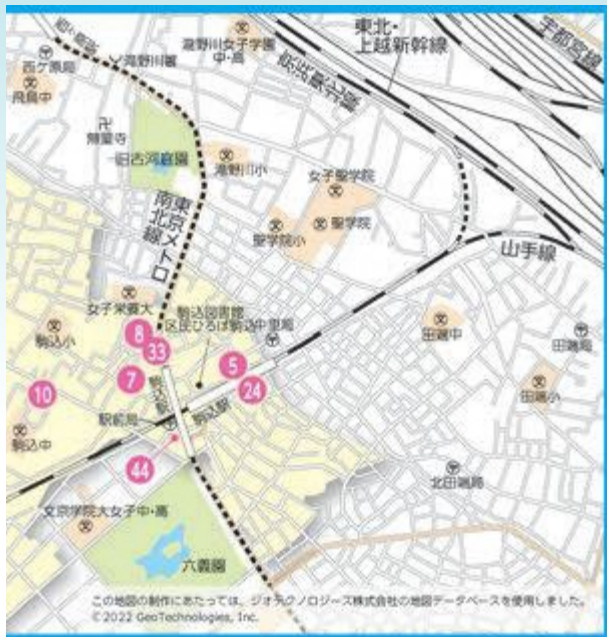 東北・
上越新幹線
宇都宮線
京浜東北線
滝野川女子学園
中・高
滝野川署
西ケ原局
飛鳥中
無量寺
旧古河庭園
滝野川小
女子聖学院
聖学院
聖学院小
山手線
東京メトロ
南北線
女子栄養大
駒込図書館
区民ひろば駒込
中里局
田端中
田端局
田端小
駒込小
8
33
5
24
7
10
駒込駅
駒込駅
駅前局
駒込中
44
北田端局
文京学院大女子中・高
六義園
この地図の制作にあたっては、ジオテクノロジーズ株式会社の地図データベースを使用しました。
©2022 GeoTechnologies, Inc.